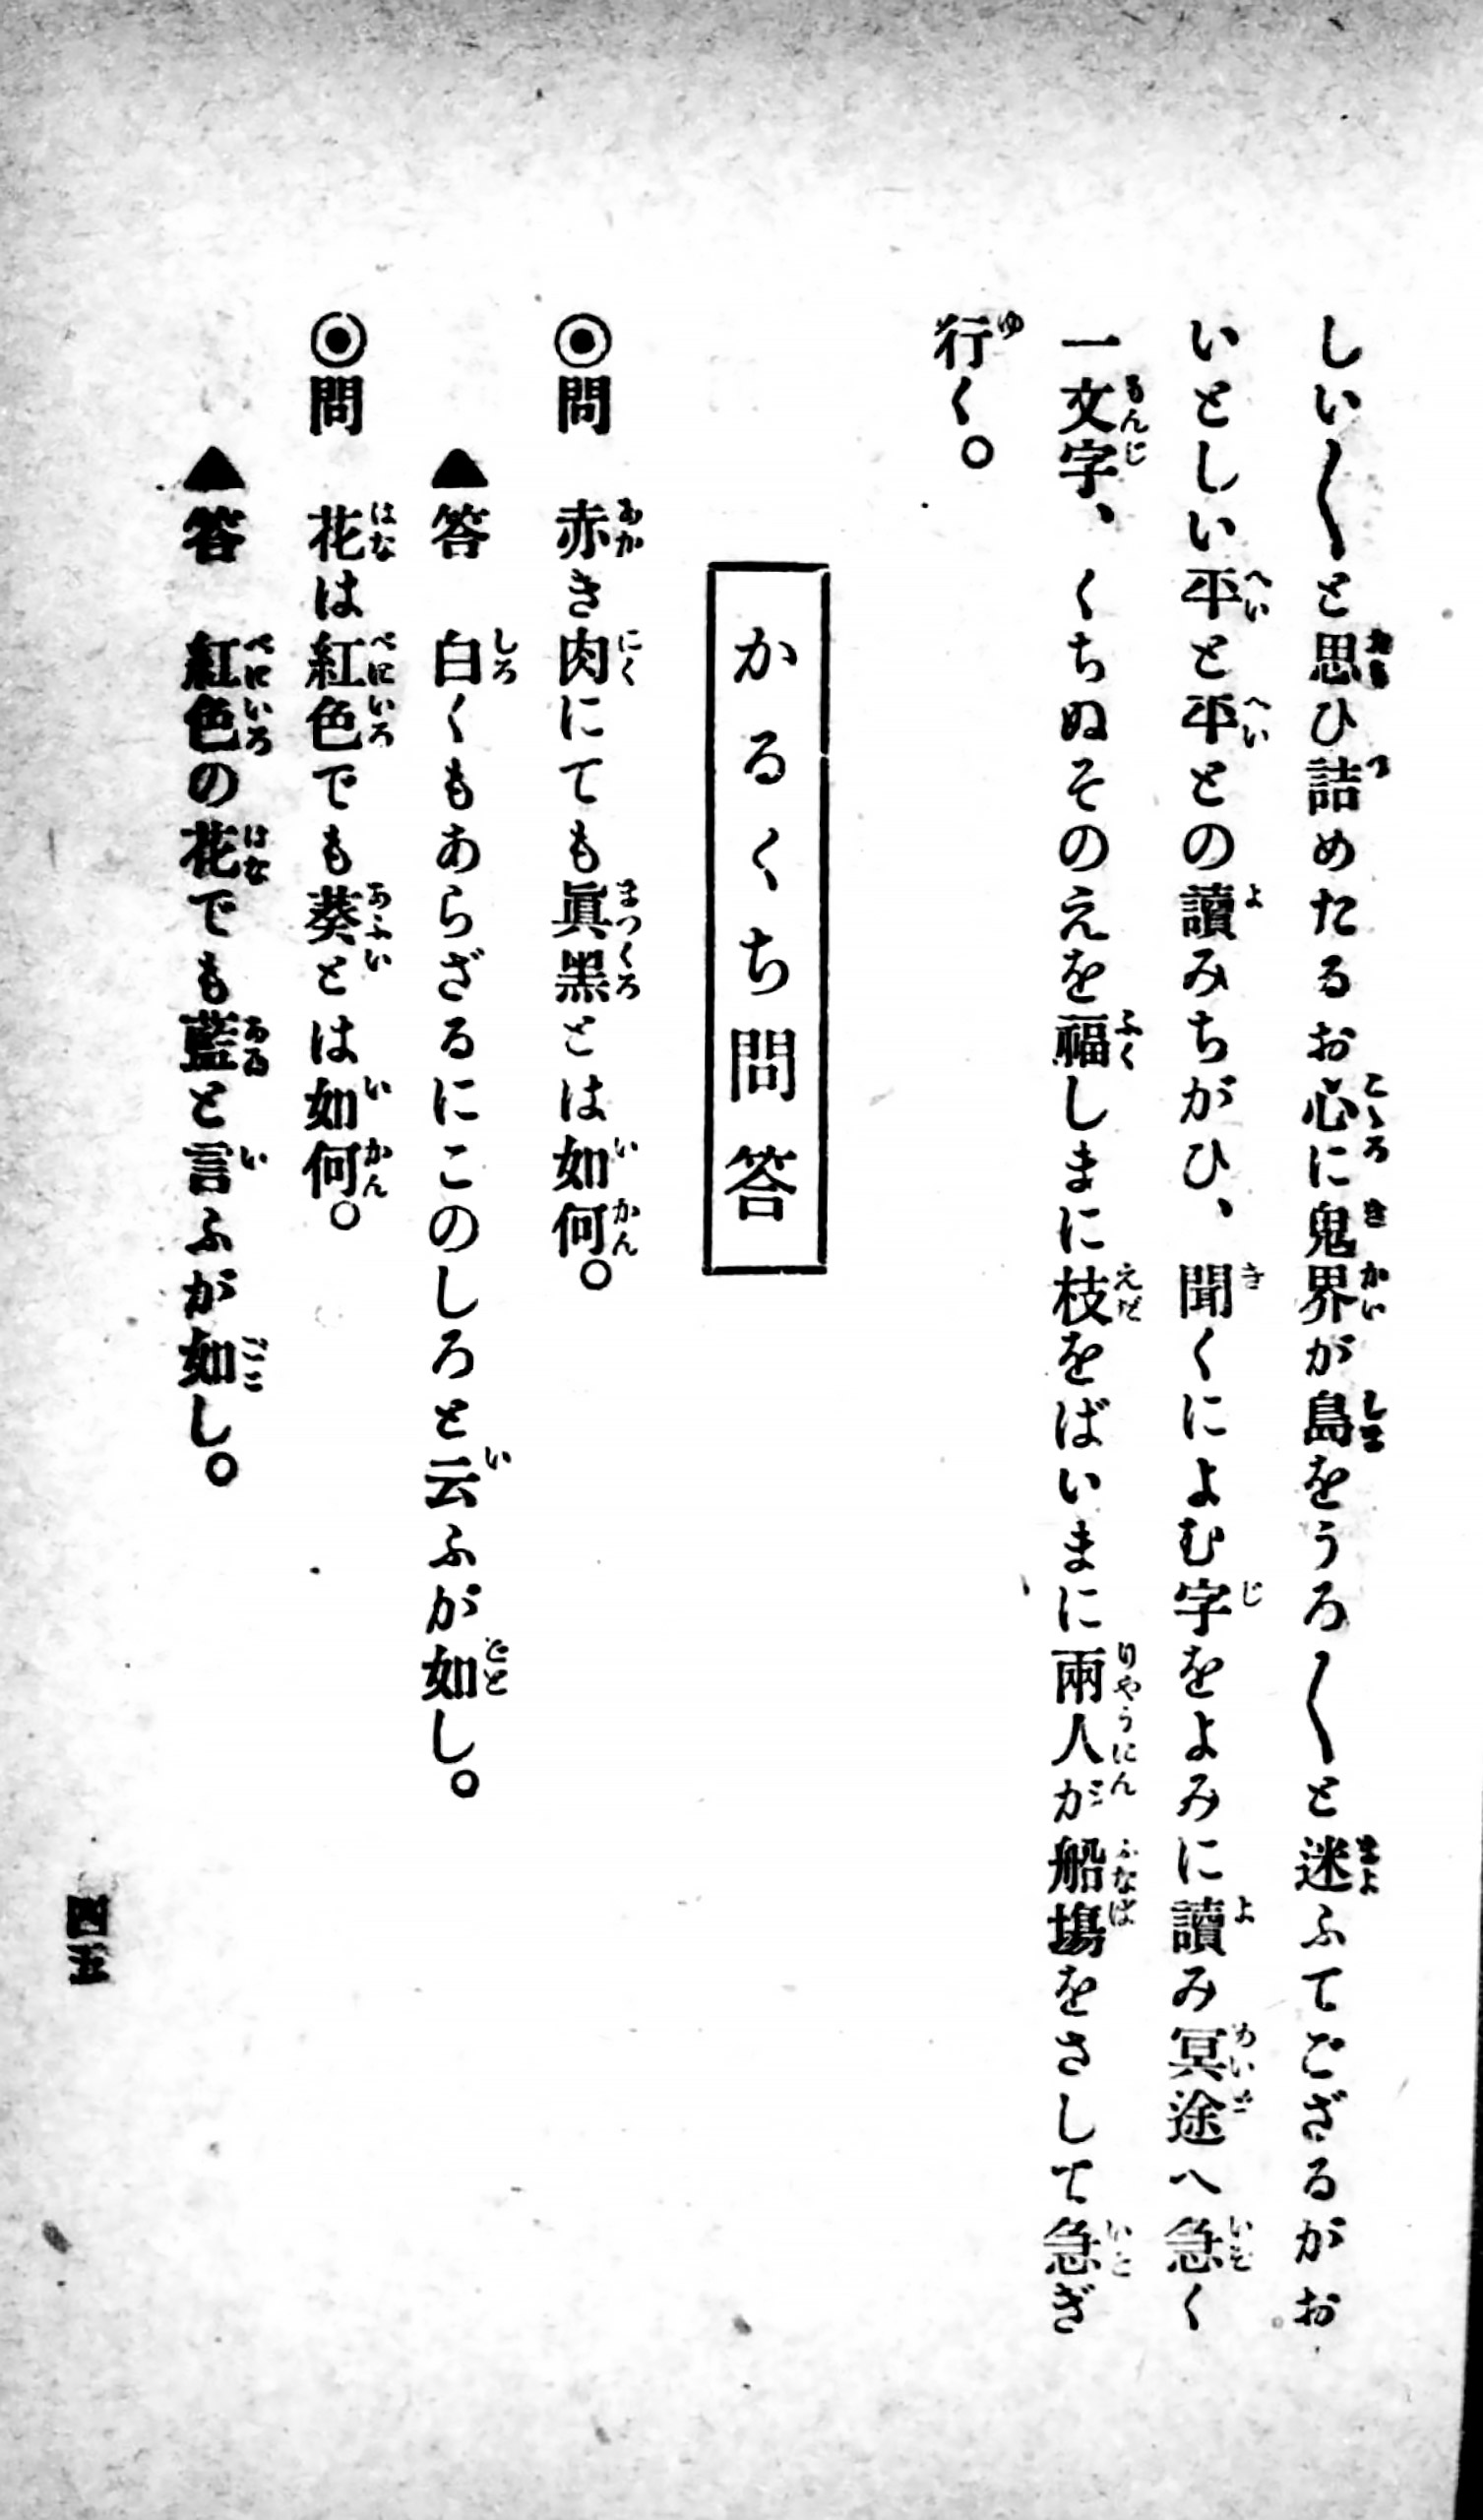 しい〱と思ひ詰めたるお心に鬼界が島をうろ〱と迷ふてござるがお
いとしい平と平との讀みちがひ、聞くによむ字をよみに讀み冥途へ急く
一文字、くちぬそのえを福しまに枝をばいまに兩人が船塲をさして急ぎ
行く。
かるくち問答
◉問　赤き肉にても眞黑とは如何。
▲答　白くもあらざるにこのしろと云ふが如し。
◉問　花は紅色でも葵とは如何。
▲答　紅色の花でも藍と言ふが如し。
四五